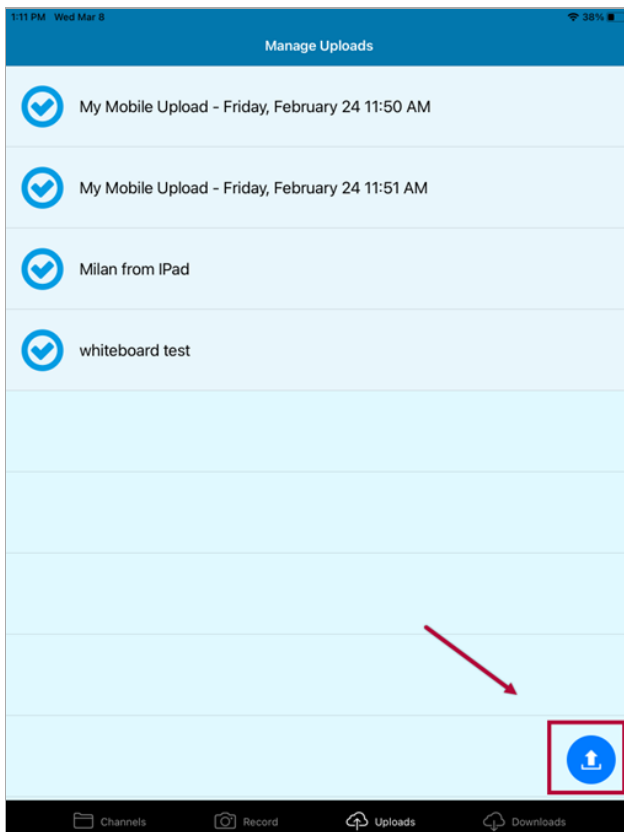 1:11 PM Wed Mar 8 38%
Manage Uploads
My Mobile Upload - Friday, February 24 11:50 AM
My Mobile Upload - Friday, February 24 11:51 AM
Milan from IPad
whiteboard test
Channels Record Uploads Downloads